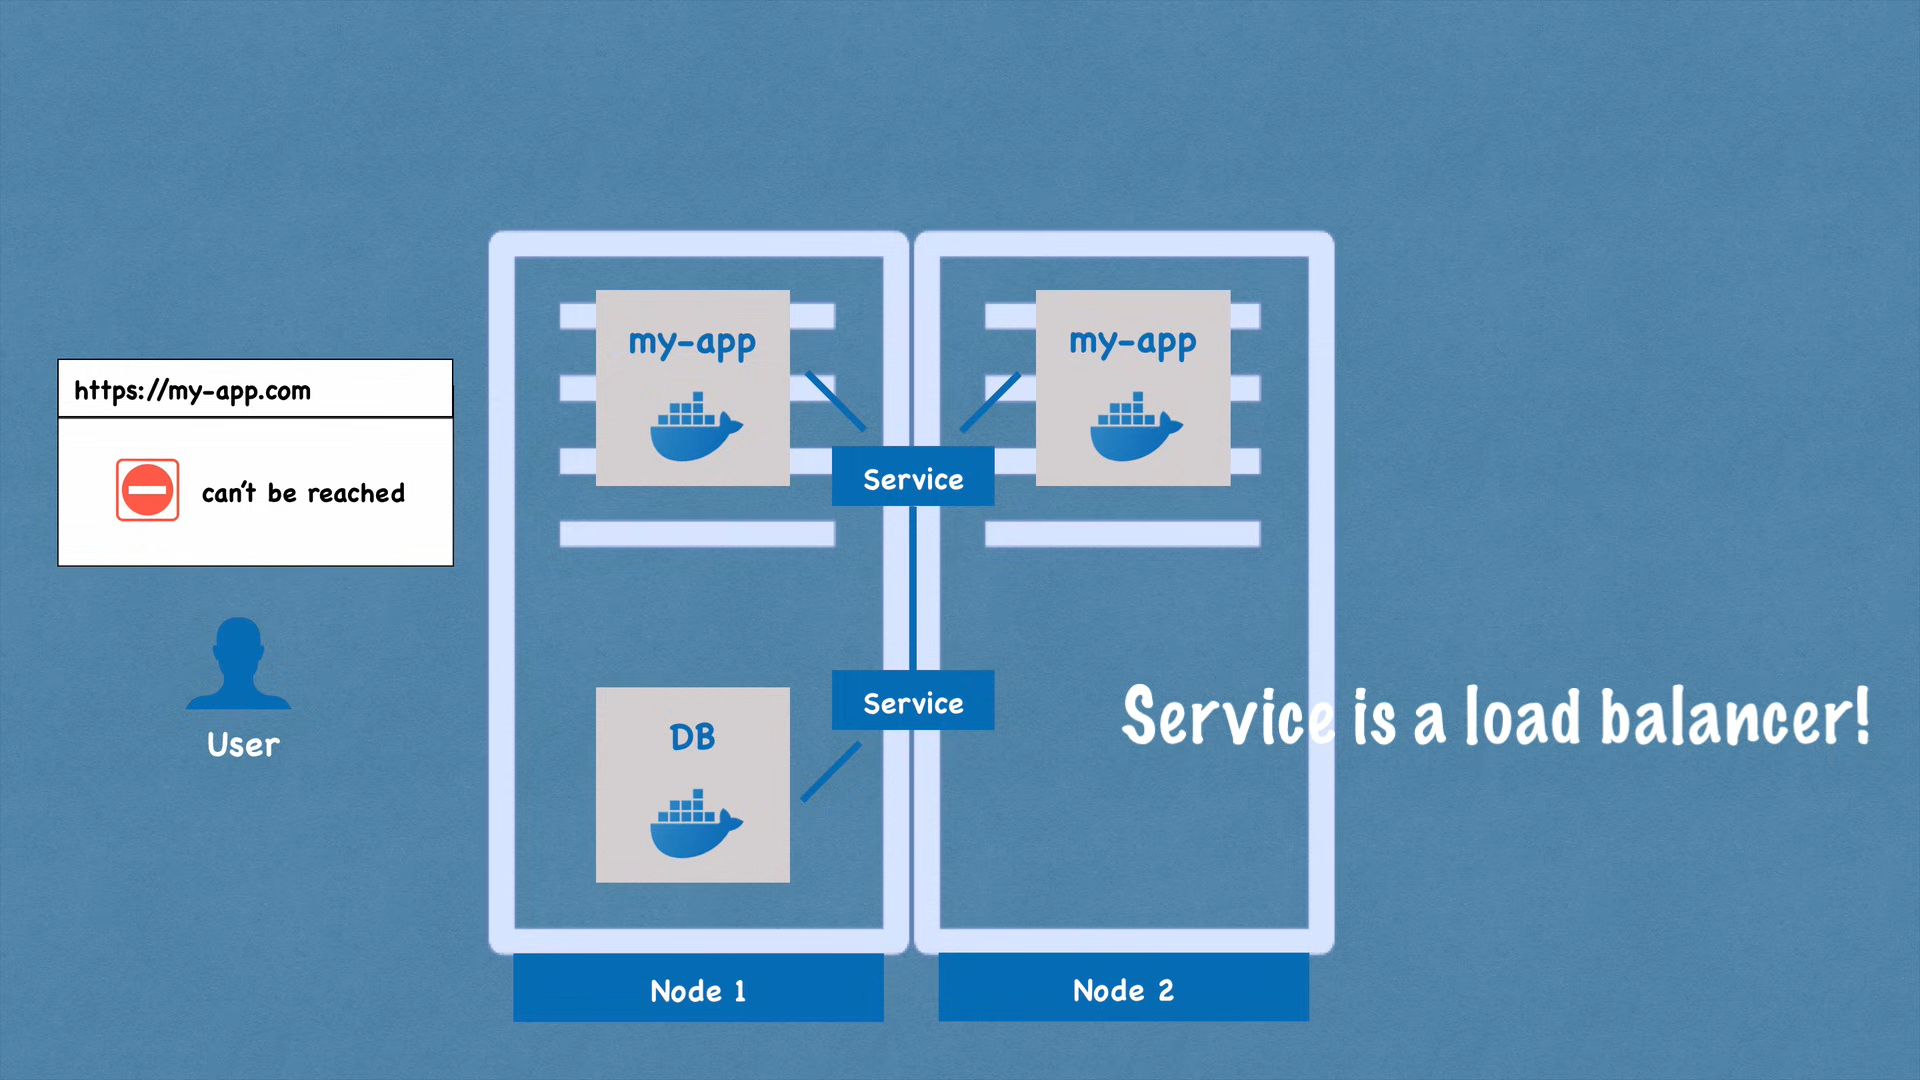 https://my-app.com
can't be reached
User
my-app
my-app
Service
Service
DB
Service is a load balancer!
Node 1
Node 2